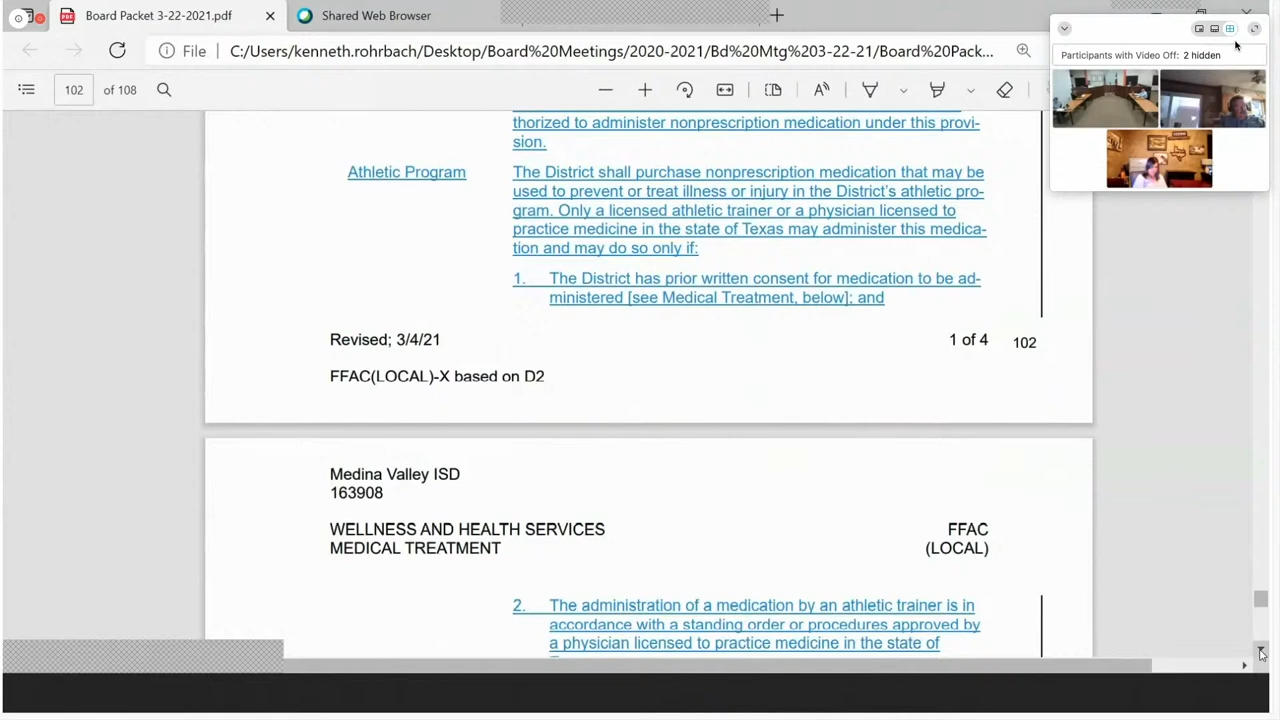 Board Packet 3-22-2021.pdf
Shared Web Browser
File
C:/Users/kenneth.rohrbach/Desktop/Board%20Meetings/2020-2021/Bd%20Mtg%203-22-21/Board%20Pack...
Participants with Video Off: 2 hidden
102 of 108
thorized to administer nonprescription medication under this provi-
sion.
Athletic Program
The District shall purchase nonprescription medication that may be
used to prevent or treat illness or injury in the District's athletic pro-
gram. Only a licensed athletic trainer or a physician licensed to
practice medicine in the state of Texas may administer this medica-
tion and may do so only if:
1. The District has prior written consent for medication to be ad-
ministered [see Medical Treatment, below]; and
Revised; 3/4/21
1 of 4
102
FFAC(LOCAL)-X based on D2
Medina Valley ISD
163908
WELLNESS AND HEALTH SERVICES
FFAC
MEDICAL TREATMENT
(LOCAL)
2. The administration of a medication by an athletic trainer is in
accordance with a standing order or procedures approved by
a physician licensed to practice medicine in the state of